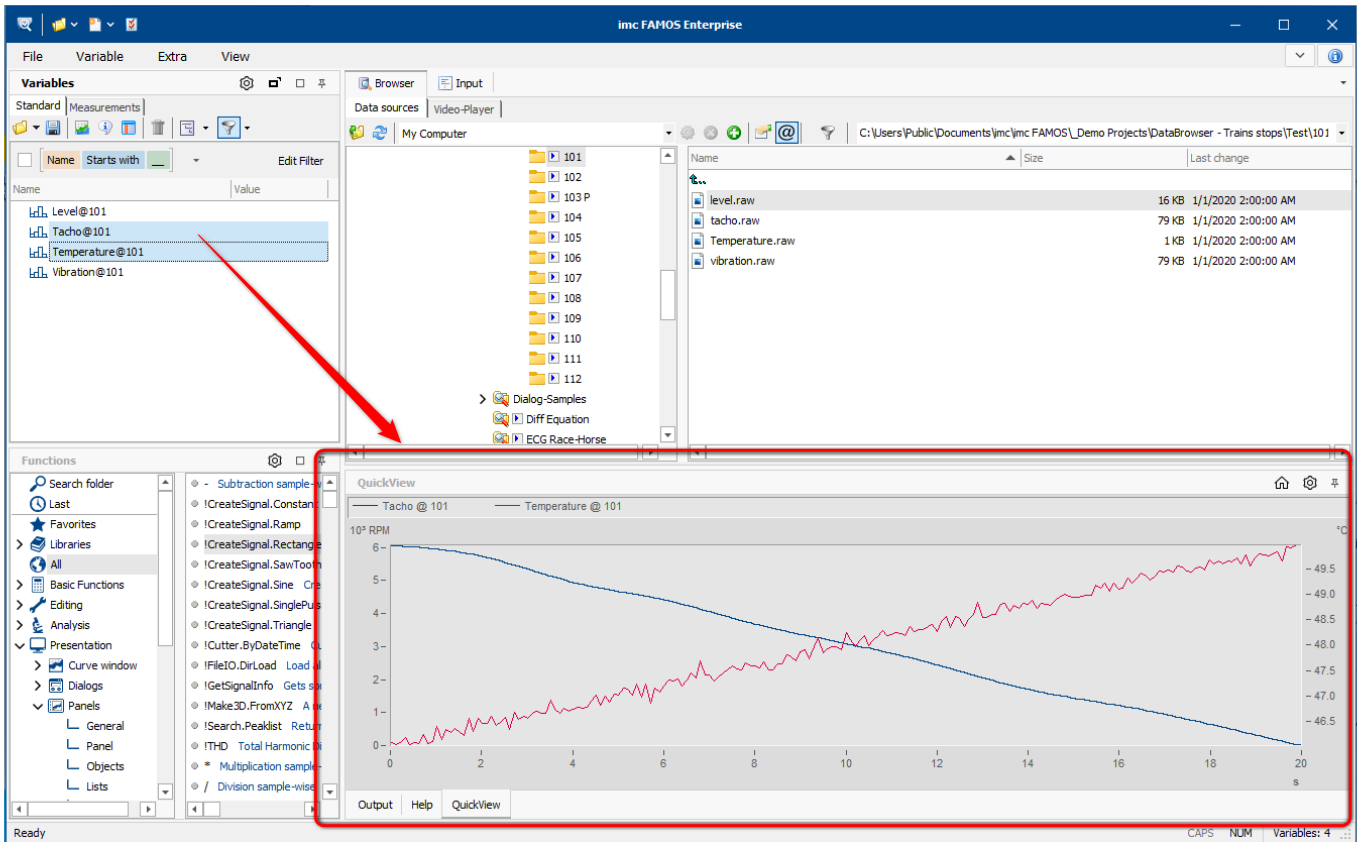 imc FAMOS Enterprise
File Variable Extra View
Variables
Standard Measurements
Name Starts with __ Edit Filter
Name Value
Level@101
Tacho@101
Temperature@101
Vibration@101
Browser Input
Data sources Video-Player
My Computer
C:\Users\Public\Documents\imc\imc FAMOS\_Demo Projects\DataBrowser - Trains stops\Test\101
101
102
103 P
104
105
106
107
108
109
110
111
112
Dialog-Samples
Diff Equation
ECG Race-Horse
Name Size Last change
level.raw 16 KB 1/1/2020 2:00:00 AM
tacho.raw 79 KB 1/1/2020 2:00:00 AM
Temperature.raw 1 KB 1/1/2020 2:00:00 AM
vibration.raw 79 KB 1/1/2020 2:00:00 AM
Functions
Search folder
Last
Favorites
Libraries
All
Basic Functions
Editing
Analysis
Presentation
Curve window
Dialogs
Panels
General
Panel
Objects
Lists
- Subtraction
!CreateSignal.Constant
!CreateSignal.Ramp
!CreateSignal.Rectangle
!CreateSignal.SawTooth
!CreateSignal.Sine
!CreateSignal.SinglePuls
!CreateSignal.Triangle
!Cutter.ByDateTime
!FileIO.DirLoad Load
!GetSignalInfo Gets
!Make3D.FromXYZ A
!Search.Peaklist
!THD Total Harmonic
* Multiplication
/ Division sample-wise
QuickView
Tacho @ 101 Temperature @ 101
10³ RPM °C
6
5
4
3
2
1
0
49.5
49.0
48.5
48.0
47.5
47.0
46.5
0 2 4 6 8 10 12 14 16 18 20
s
Output Help QuickView
Ready CAPS NUM Variables: 4